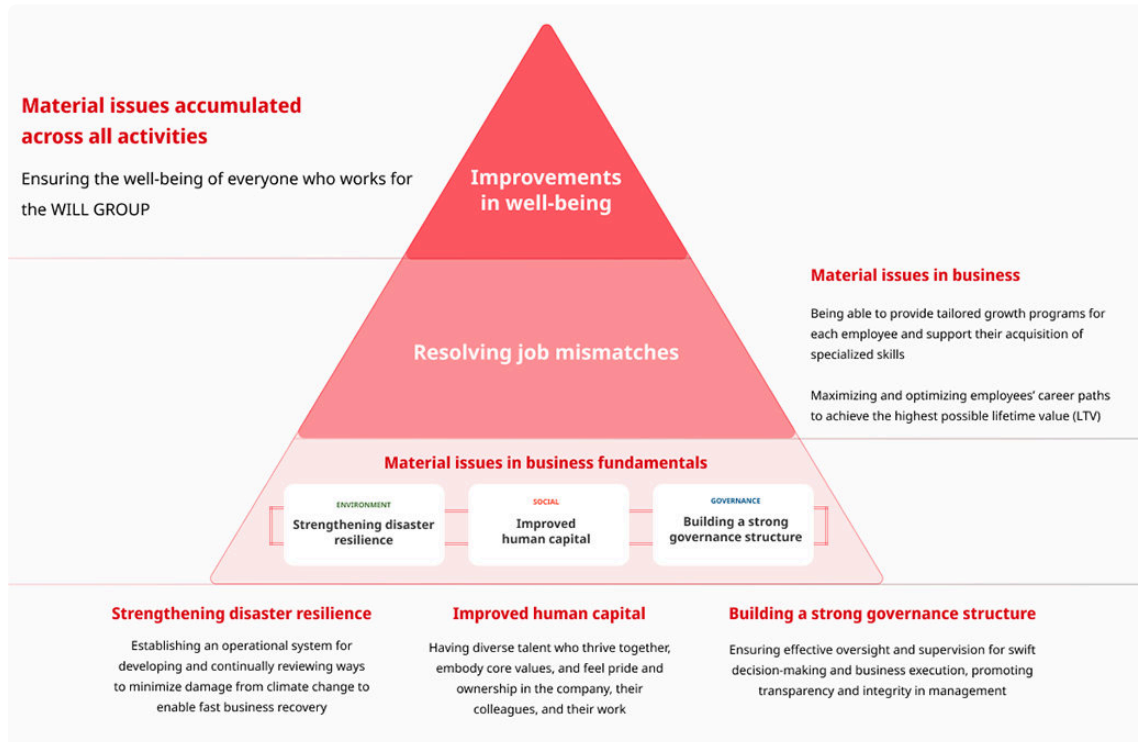 Material issues accumulated
across all activities
Ensuring the well-being of everyone who works for
the WILL GROUP
Improvements
in well-being
Resolving job mismatches
Material issues in business
Being able to provide tailored growth programs for
each employee and support their acquisition of
specialized skills
Maximizing and optimizing employees’ career paths
to achieve the highest possible lifetime value (LTV)
Material issues in business fundamentals
ENVIRONMENT
Strengthening disaster
resilience
SOCIAL
Improved
human capital
GOVERNANCE
Building a strong
governance structure
Strengthening disaster resilience
Establishing an operational system for
developing and continually reviewing ways
to minimize damage from climate change to
enable fast business recovery
Improved human capital
Having diverse talent who thrive together,
embody core values, and feel pride and
ownership in the company, their
colleagues, and their work
Building a strong governance structure
Ensuring effective oversight and supervision for swift
decision-making and business execution, promoting
transparency and integrity in management